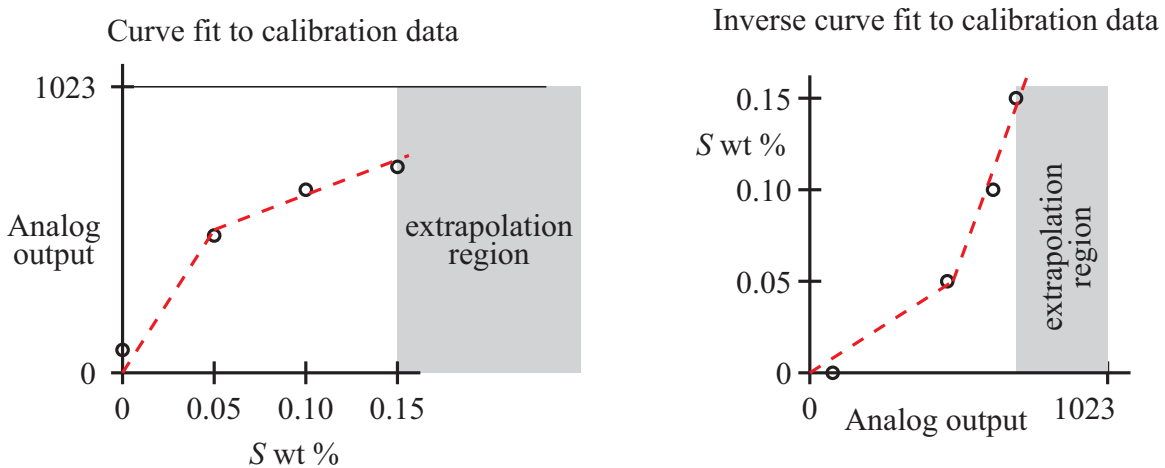 Curve fit to calibration data
1023
Analog
output
0
extrapolation
region
0 0.05 0.10 0.15
S wt %
Inverse curve fit to calibration data
0.15
S wt %
0.10
0.05
0
extrapolation
region
0 1023
Analog output